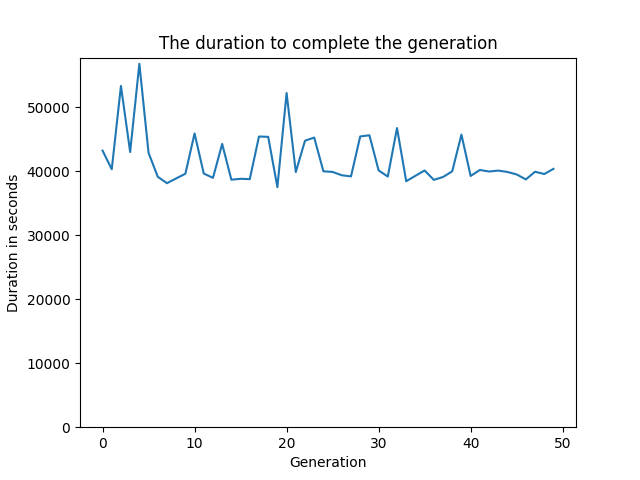 The duration to complete the generation
Duration in seconds
50000
40000
30000
20000
10000
0
0 10 20 30 40 50
Generation